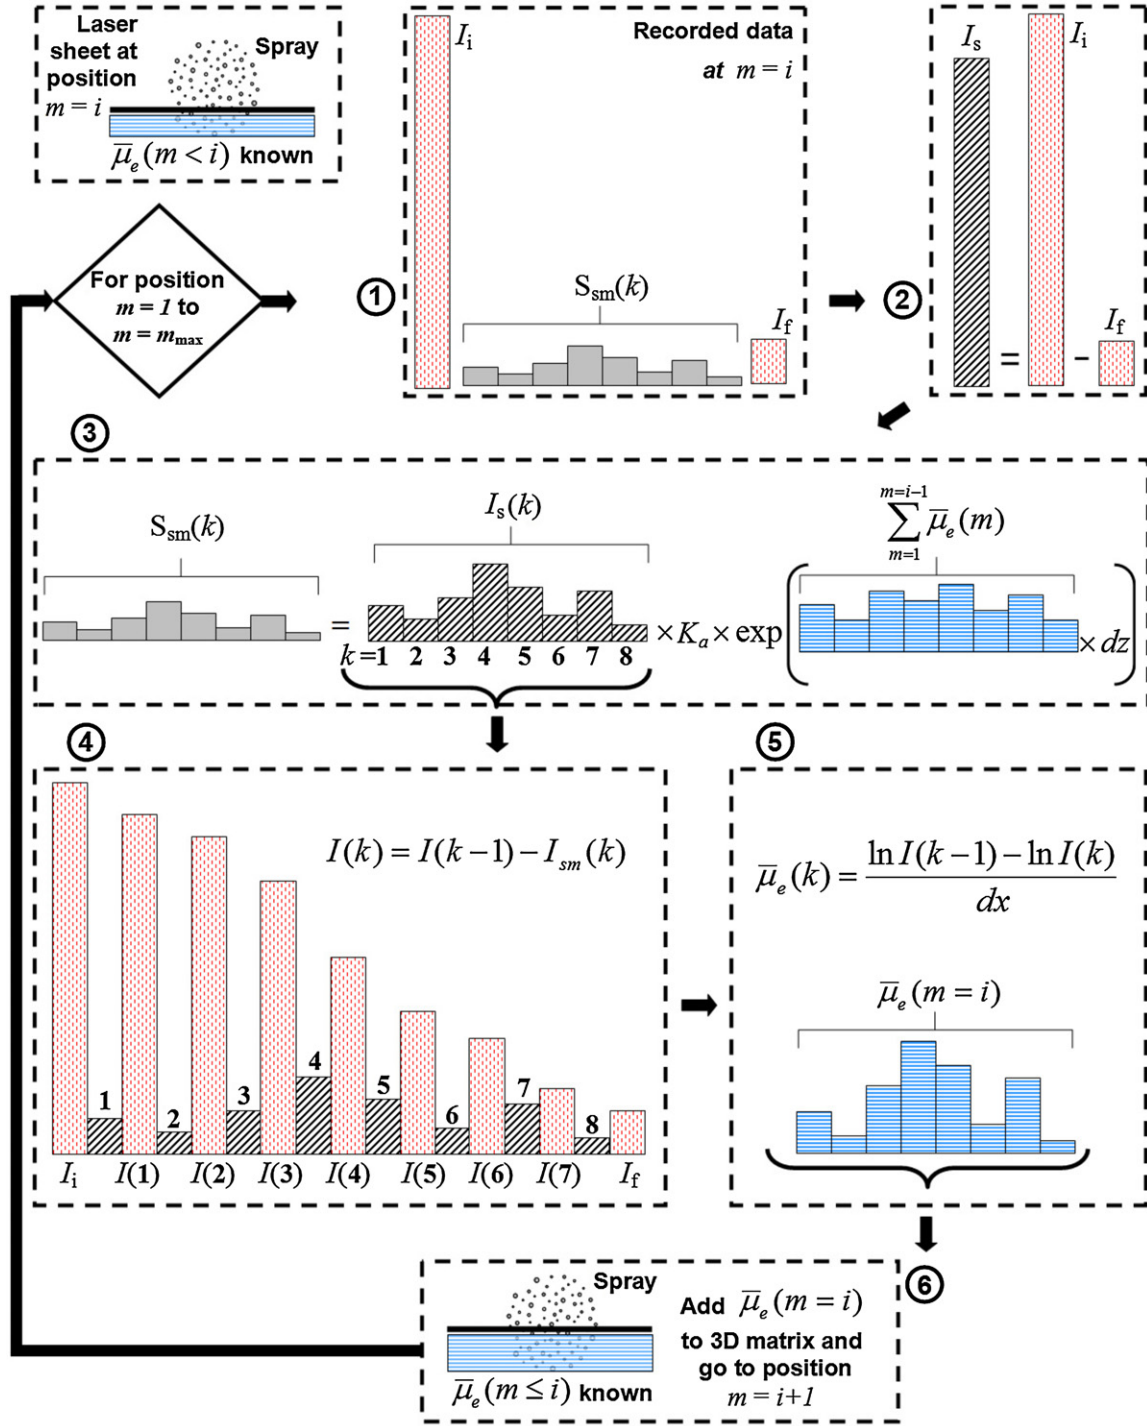 Laser
sheet at
position
m = i
Spray
μ̄e(m < i) known
For position
m = 1 to
m = mmax
1
Ii
Recorded data
at m = i
Ssm(k)
If
2
Is
Ii
If
= -
3
Ssm(k)
=
Is(k)
k =1 2 3 4 5 6 7 8
× Ka × exp
m=i−1
∑ μ̄e(m)
m=1
× dz
4
I(k) = I(k−1) − Ism(k)
1 2 3 4 5 6 7 8
Ii I(1) I(2) I(3) I(4) I(5) I(6) I(7) If
5
μ̄e(k) = (ln I(k−1) − ln I(k)) / dx
μ̄e(m = i)
6
Spray
μ̄e(m ≤ i) known
Add μ̄e(m = i)
to 3D matrix and
go to position
m = i+1